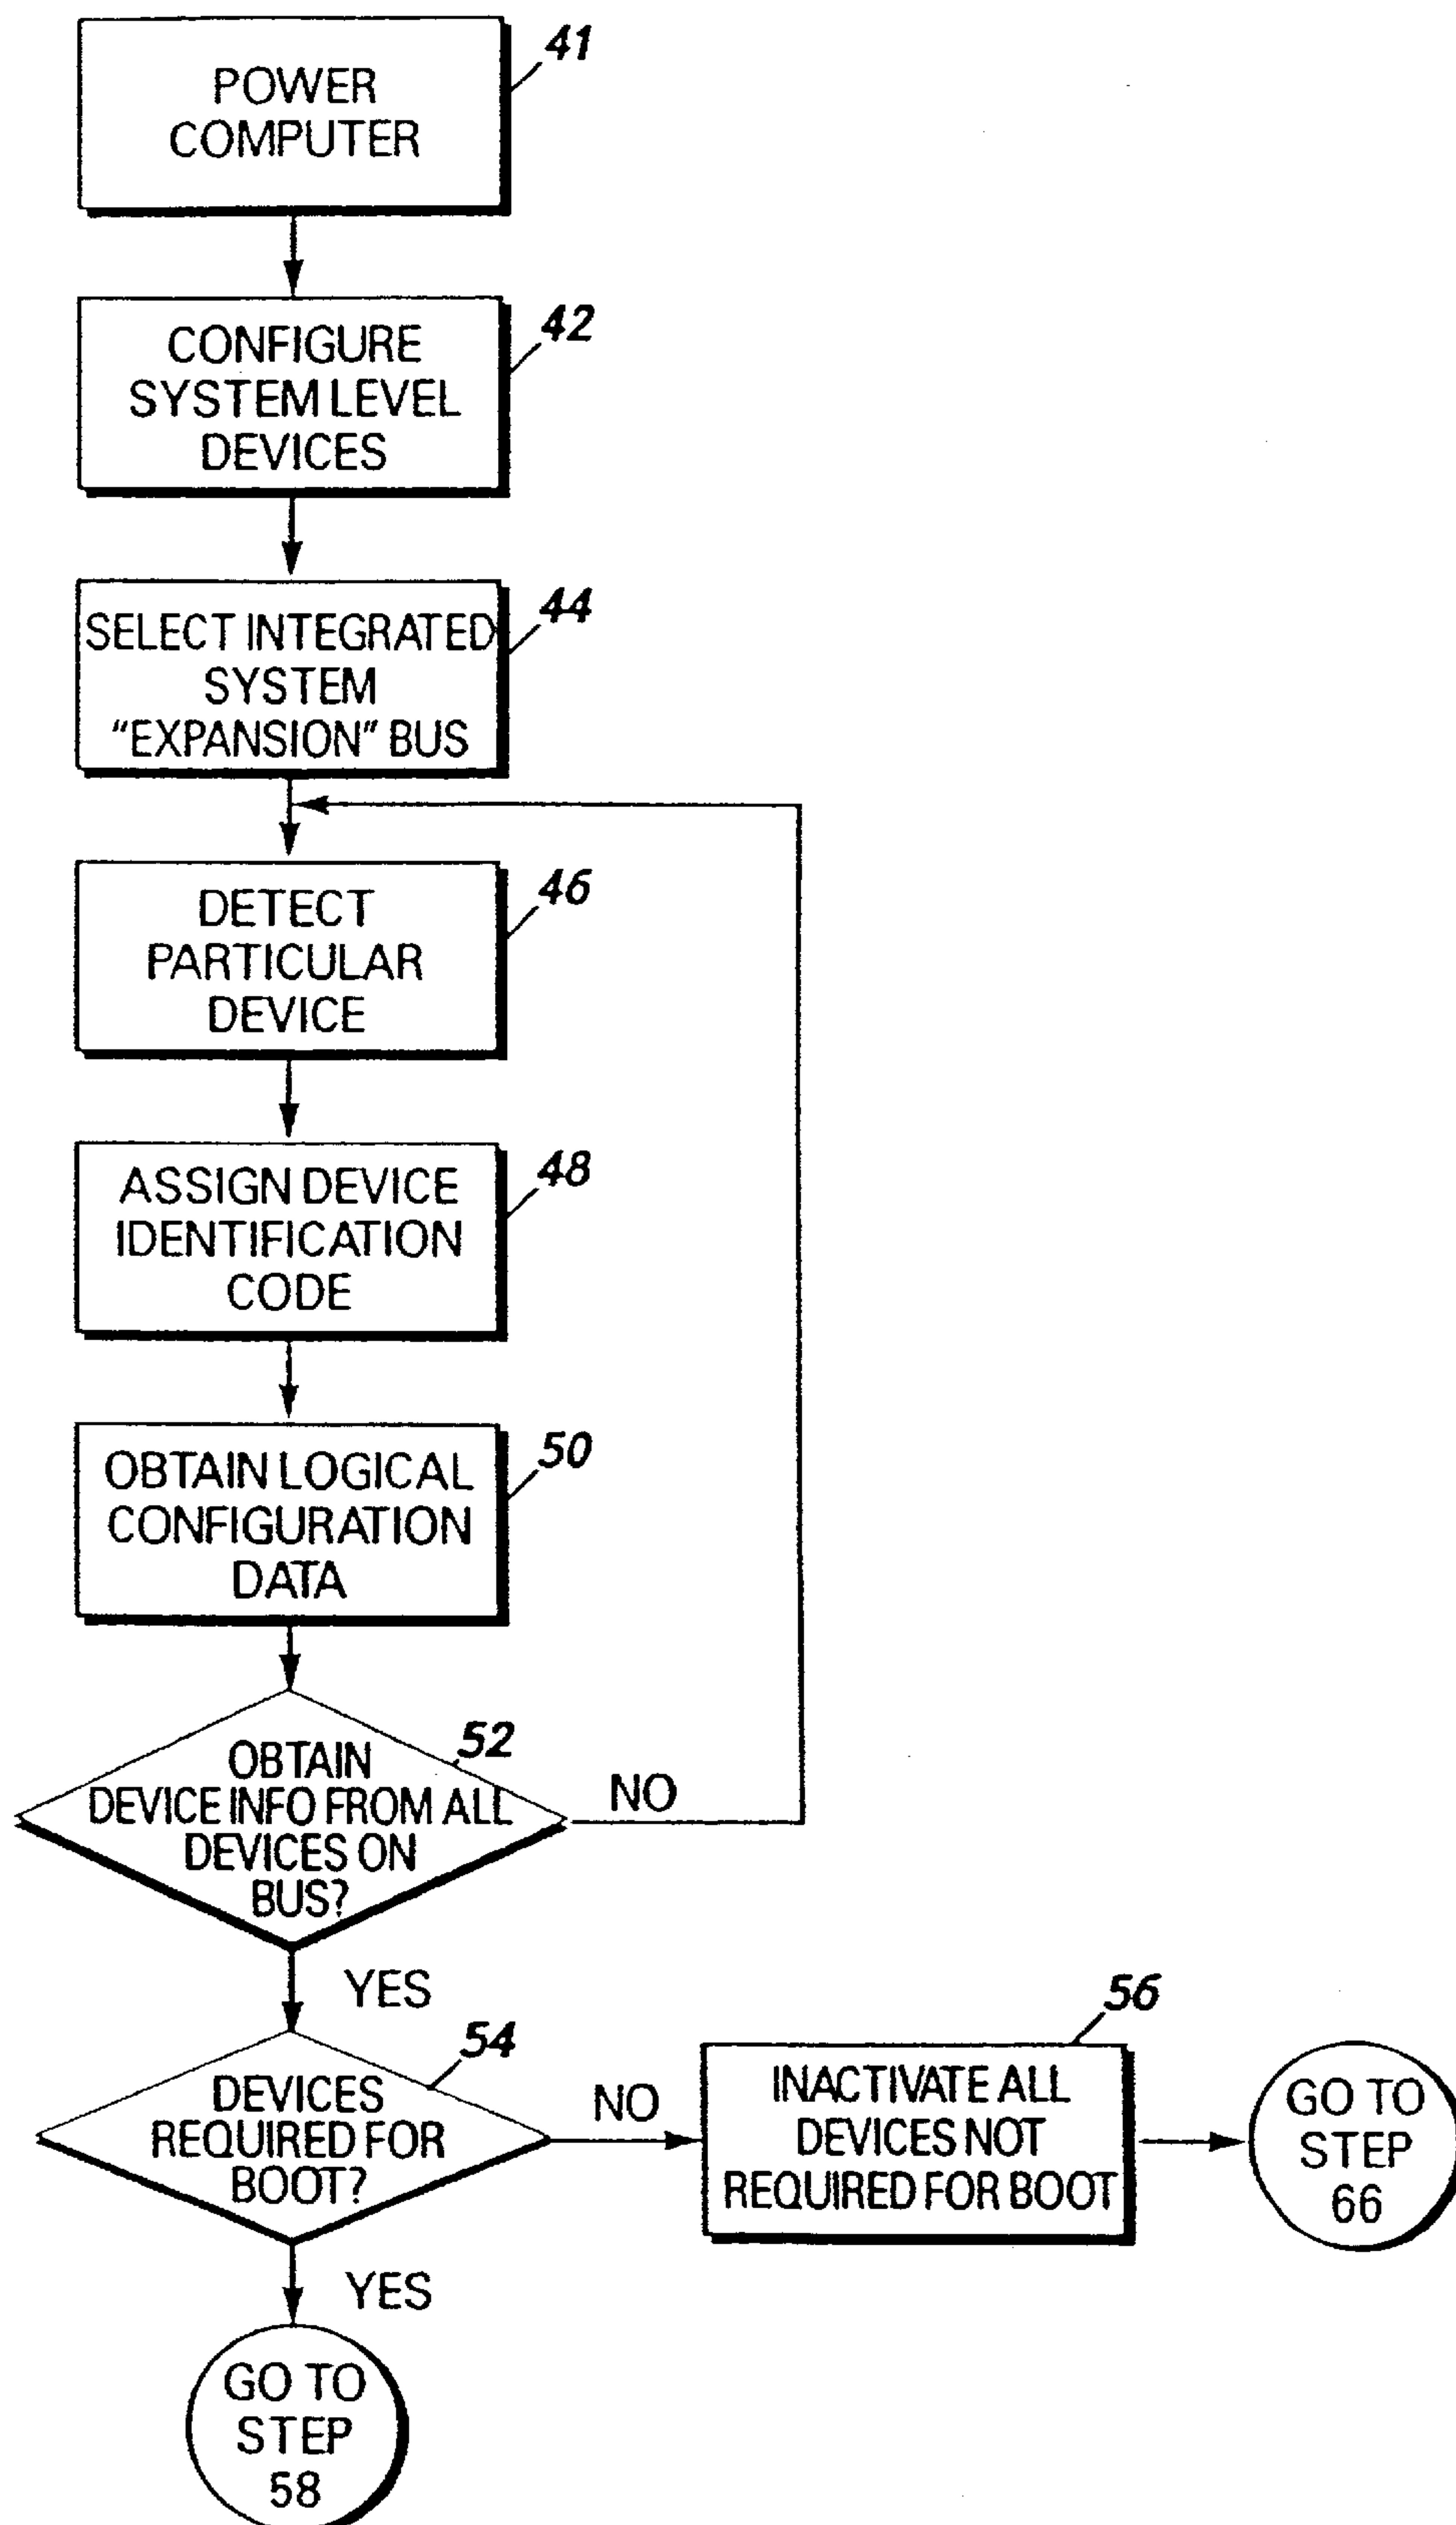 41
POWER
COMPUTER
42
CONFIGURE
SYSTEM LEVEL
DEVICES
44
SELECT INTEGRATED
SYSTEM
"EXPANSION" BUS
46
DETECT
PARTICULAR
DEVICE
48
ASSIGN DEVICE
IDENTIFICATION
CODE
50
OBTAIN LOGICAL
CONFIGURATION
DATA
52
OBTAIN
DEVICE INFO FROM ALL
DEVICES ON
BUS?
NO
YES
54
DEVICES
REQUIRED FOR
BOOT?
NO
56
INACTIVATE ALL
DEVICES NOT
REQUIRED FOR BOOT
GO TO
STEP
66
YES
GO TO
STEP
58